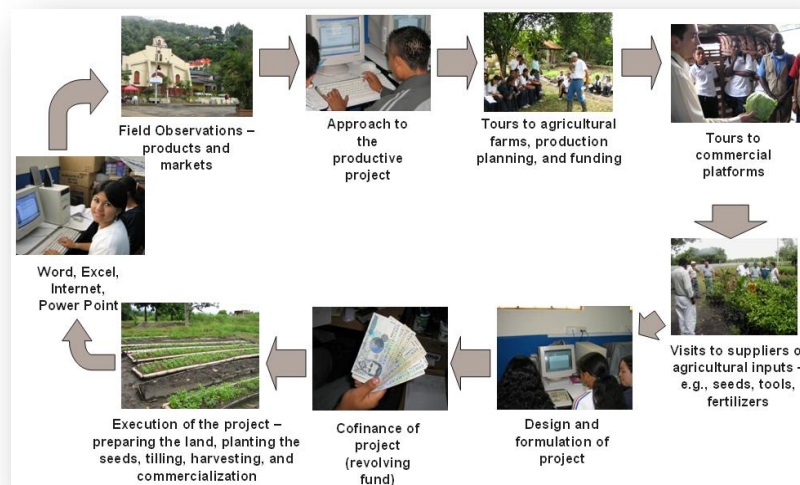 Field Observations –
products and
markets
Approach to
the
productive
project
Tours to agricultural
farms, production
planning, and funding
Tours to
commercial
platforms
Visits to suppliers o
agricultural inputs -
e.g., seeds, tools,
fertilizers
Design and
formulation of
project
Cofinance of
project
(revolving
fund)
Execution of the project –
preparing the land, planting the
seeds, tilling, harvesting, and
commercialization
Word, Excel,
Internet,
Power Point